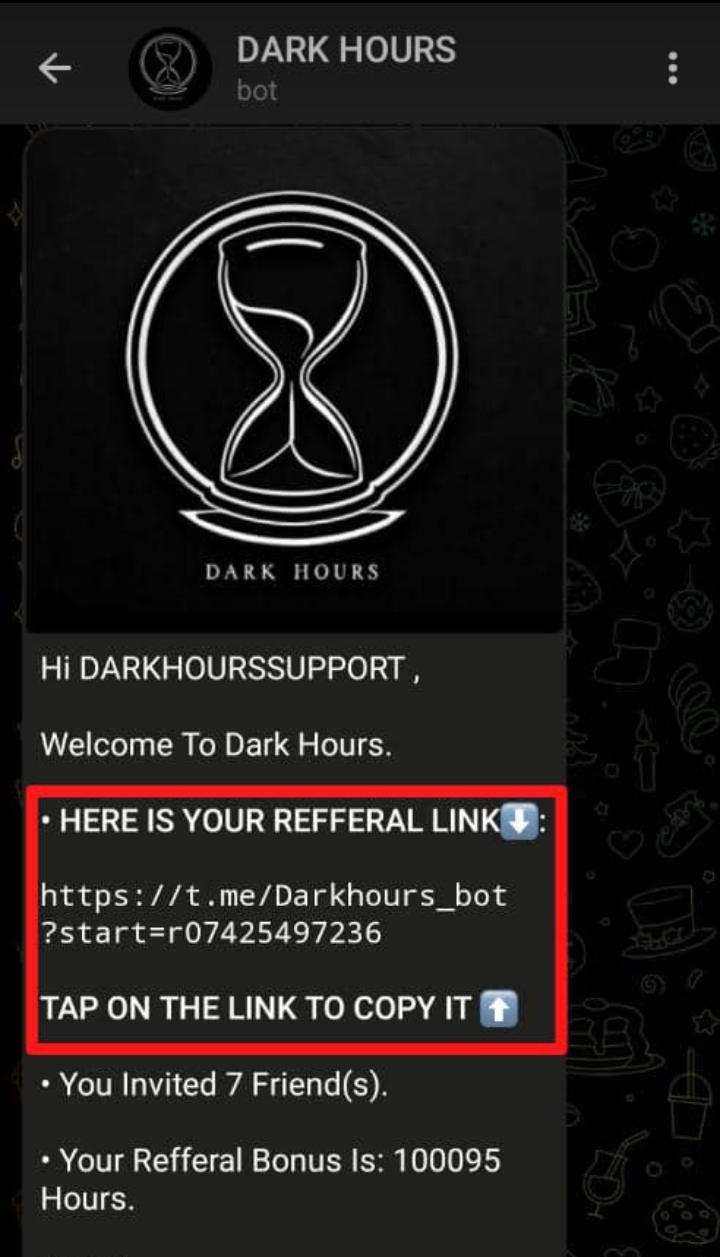 DARK HOURS
bot
DARK HOURS
Hi DARKHOURSSUPPORT ,
Welcome To Dark Hours.
• HERE IS YOUR REFFERAL LINK⬇️:
https://t.me/Darkhours_bot
?start=r07425497236
TAP ON THE LINK TO COPY IT ⬆️
• You Invited 7 Friend(s).
• Your Refferal Bonus Is: 100095
Hours.